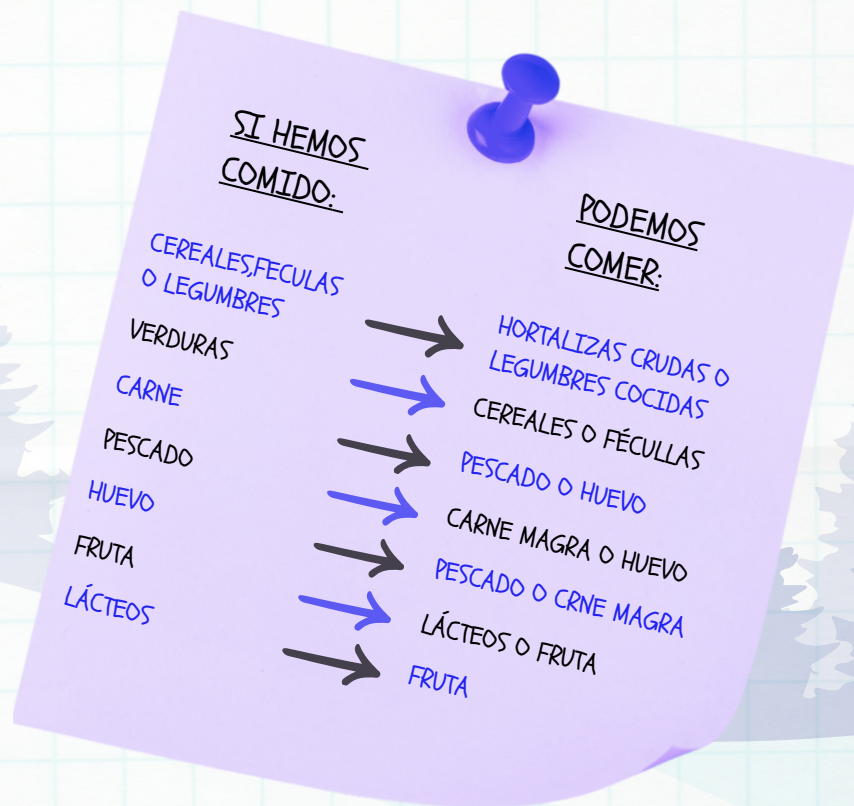 SI HEMOS
COMIDO:
CEREALES,FECULAS
O LEGUMBRES
VERDURAS
CARNE
PESCADO
HUEVO
FRUTA
LÁCTEOS
PODEMOS
COMER:
HORTALIZAS CRUDAS O
LEGUMBRES COCIDAS
CEREALES O FÉCULLAS
PESCADO O HUEVO
CARNE MAGRA O HUEVO
PESCADO O CRNE MAGRA
LÁCTEOS O FRUTA
FRUTA